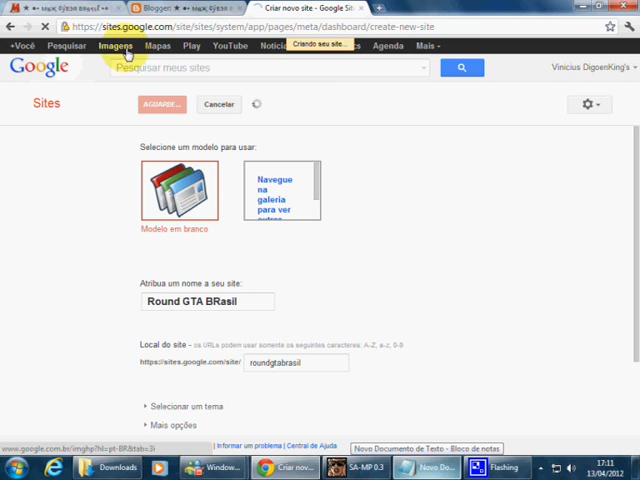 Blogger:
Criar novo site - Google Sit
https://sites.google.com/site/sites/system/app/pages/meta/dashboard/create-new-site
+Você Pesquisar Imagens Mapas Play YouTube Agenda Mais
Criando seu site...
Google
Pesquisar meus sites
Vinicius DigoenKing's
Sites
AGUARDE...
Cancelar
Selecione um modelo para usar:
Navegue
na
galeria
para ver
outros
Modelo em branco
Atribua um nome a seu site:
Round GTA BRasil
Local do site - os URLs podem usar somente os seguintes caracteres: A-Z, a-z, 0-9
https://sites.google.com/site/ roundgtabrasil
Selecionar um tema
Mais opções
www.google.com.br/imghp?hl=pt-BR&tab=3i
Informar um problema | Central de Ajuda
Novo Documento de Texto - Bloco de notas
Downloads
Window...
Criar nov...
SA-MP 0.3
Novo Do...
Flashing
17:11
13/04/2012